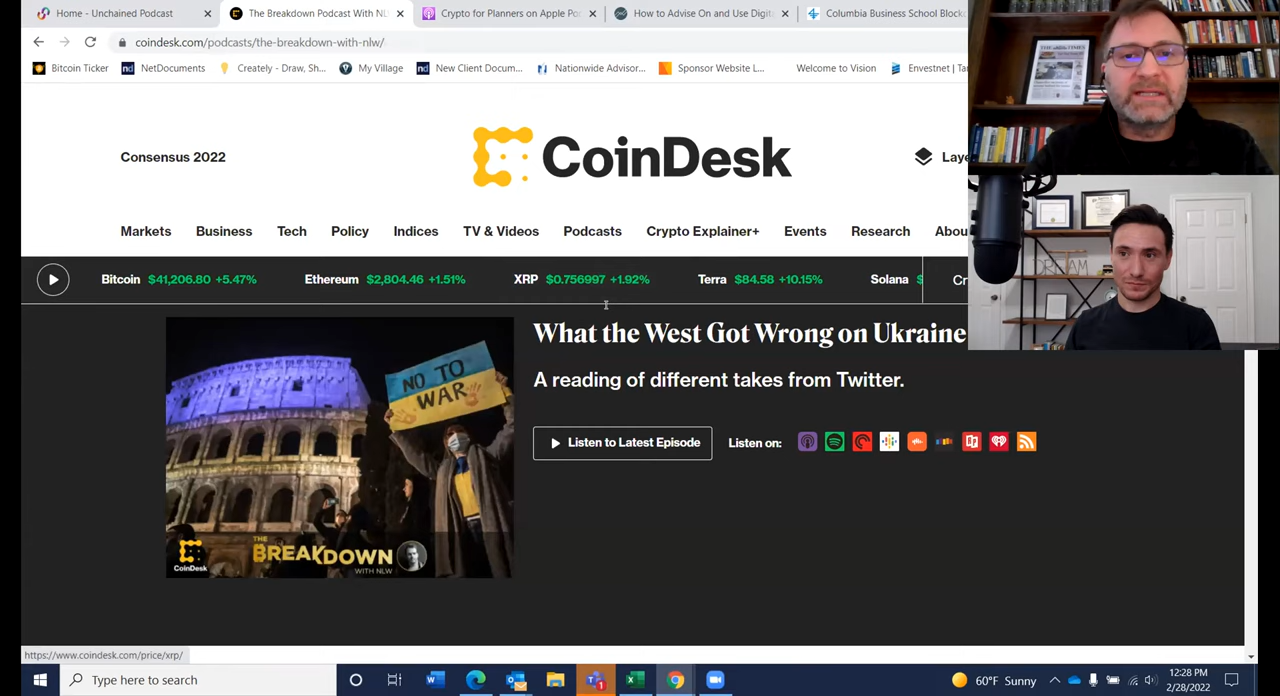 Home - Unchained Podcast
The Breakdown Podcast With NL
Crypto for Planners on Apple Po
How to Advise On and Use Digit
Columbia Business School Block
coindesk.com/podcasts/the-breakdown-with-nlw/
Bitcoin Ticker
NetDocuments
Creately - Draw, Sh...
My Village
New Client Docum...
Nationwide Advisor...
Sponsor Website L...
Welcome to Vision
Envestnet | Ta
Consensus 2022
CoinDesk
Laye
Markets Business Tech Policy Indices TV & Videos Podcasts Crypto Explainer+ Events Research Abou
Bitcoin $41,206.80 +5.47% Ethereum $2,804.46 +1.51% XRP $0.756997 +1.92% Terra $84.58 +10.15% Solana $ Cr
What the West Got Wrong on Ukraine
A reading of different takes from Twitter.
Listen to Latest Episode
Listen on:
NO TO
WAR
CoinDesk
THE
BREAKDOWN
WITH NLW
DREAM
https://www.coindesk.com/price/xrp/
Type here to search
60°F Sunny
12:28 PM
2/28/2022